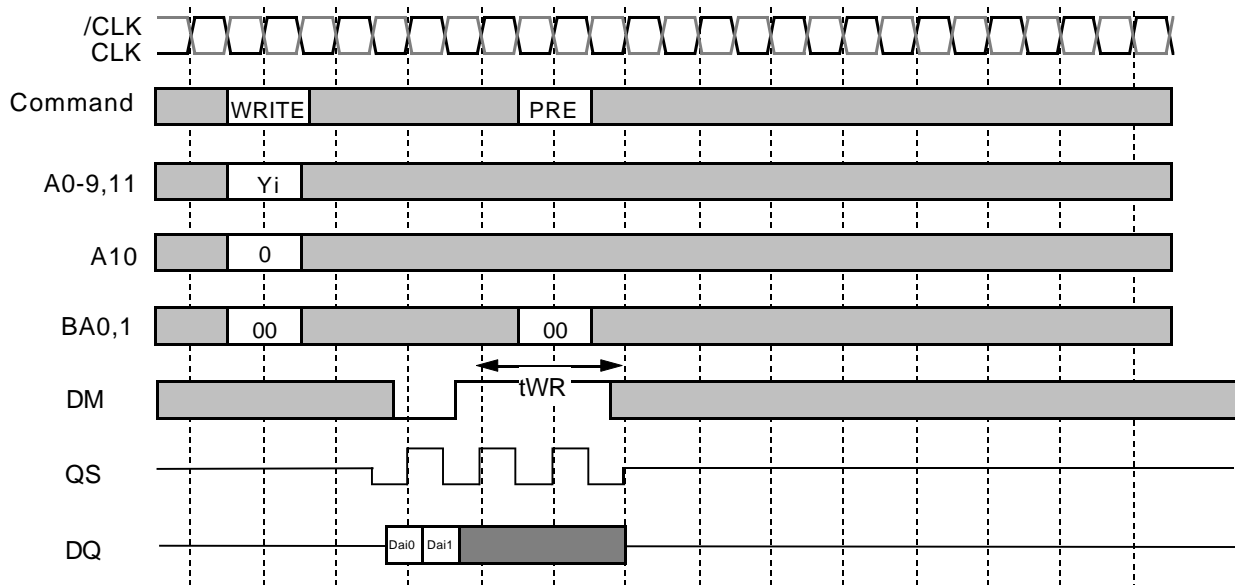 /CLK
CLK
Command WRITE PRE
A0-9,11 Yi
A10 0
BA0,1 00 00
DM tWR
QS
DQ Dai0 Dai1